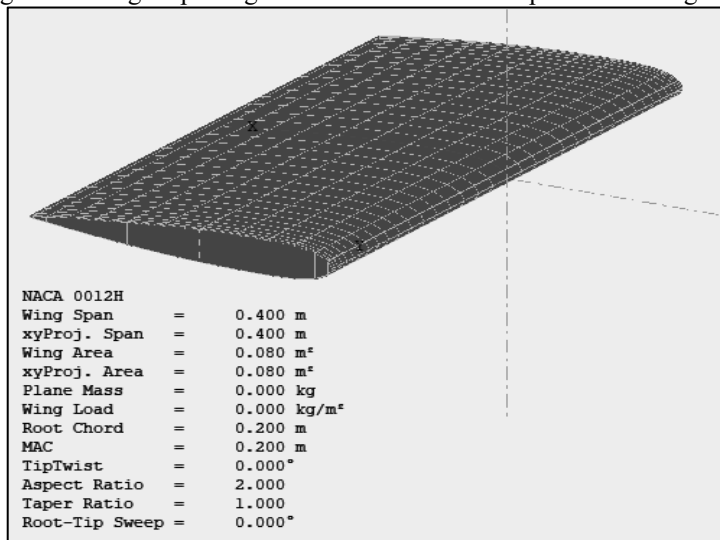 X
Y
NACA 0012H
Wing Span = 0.400 m
xyProj. Span = 0.400 m
Wing Area = 0.080 m²
xyProj. Area = 0.080 m²
Plane Mass = 0.000 kg
Wing Load = 0.000 kg/m²
Root Chord = 0.200 m
MAC = 0.200 m
TipTwist = 0.000°
Aspect Ratio = 2.000
Taper Ratio = 1.000
Root-Tip Sweep = 0.000°